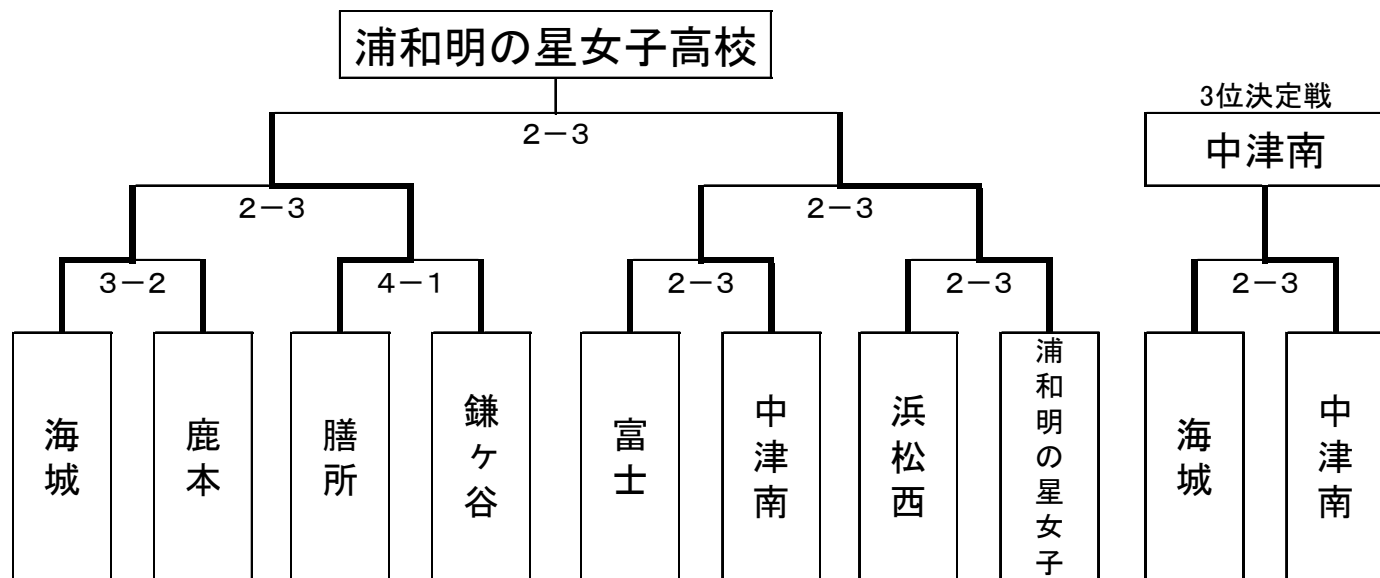 浦和明の星女子高校
3位決定戦
2－3
中津南
2－3
2－3
3－2
4－1
2－3
2－3
2－3
海城
鹿本
膳所
鎌ヶ谷
富士
中津南
浜松西
浦和明の星女子
海城
中津南